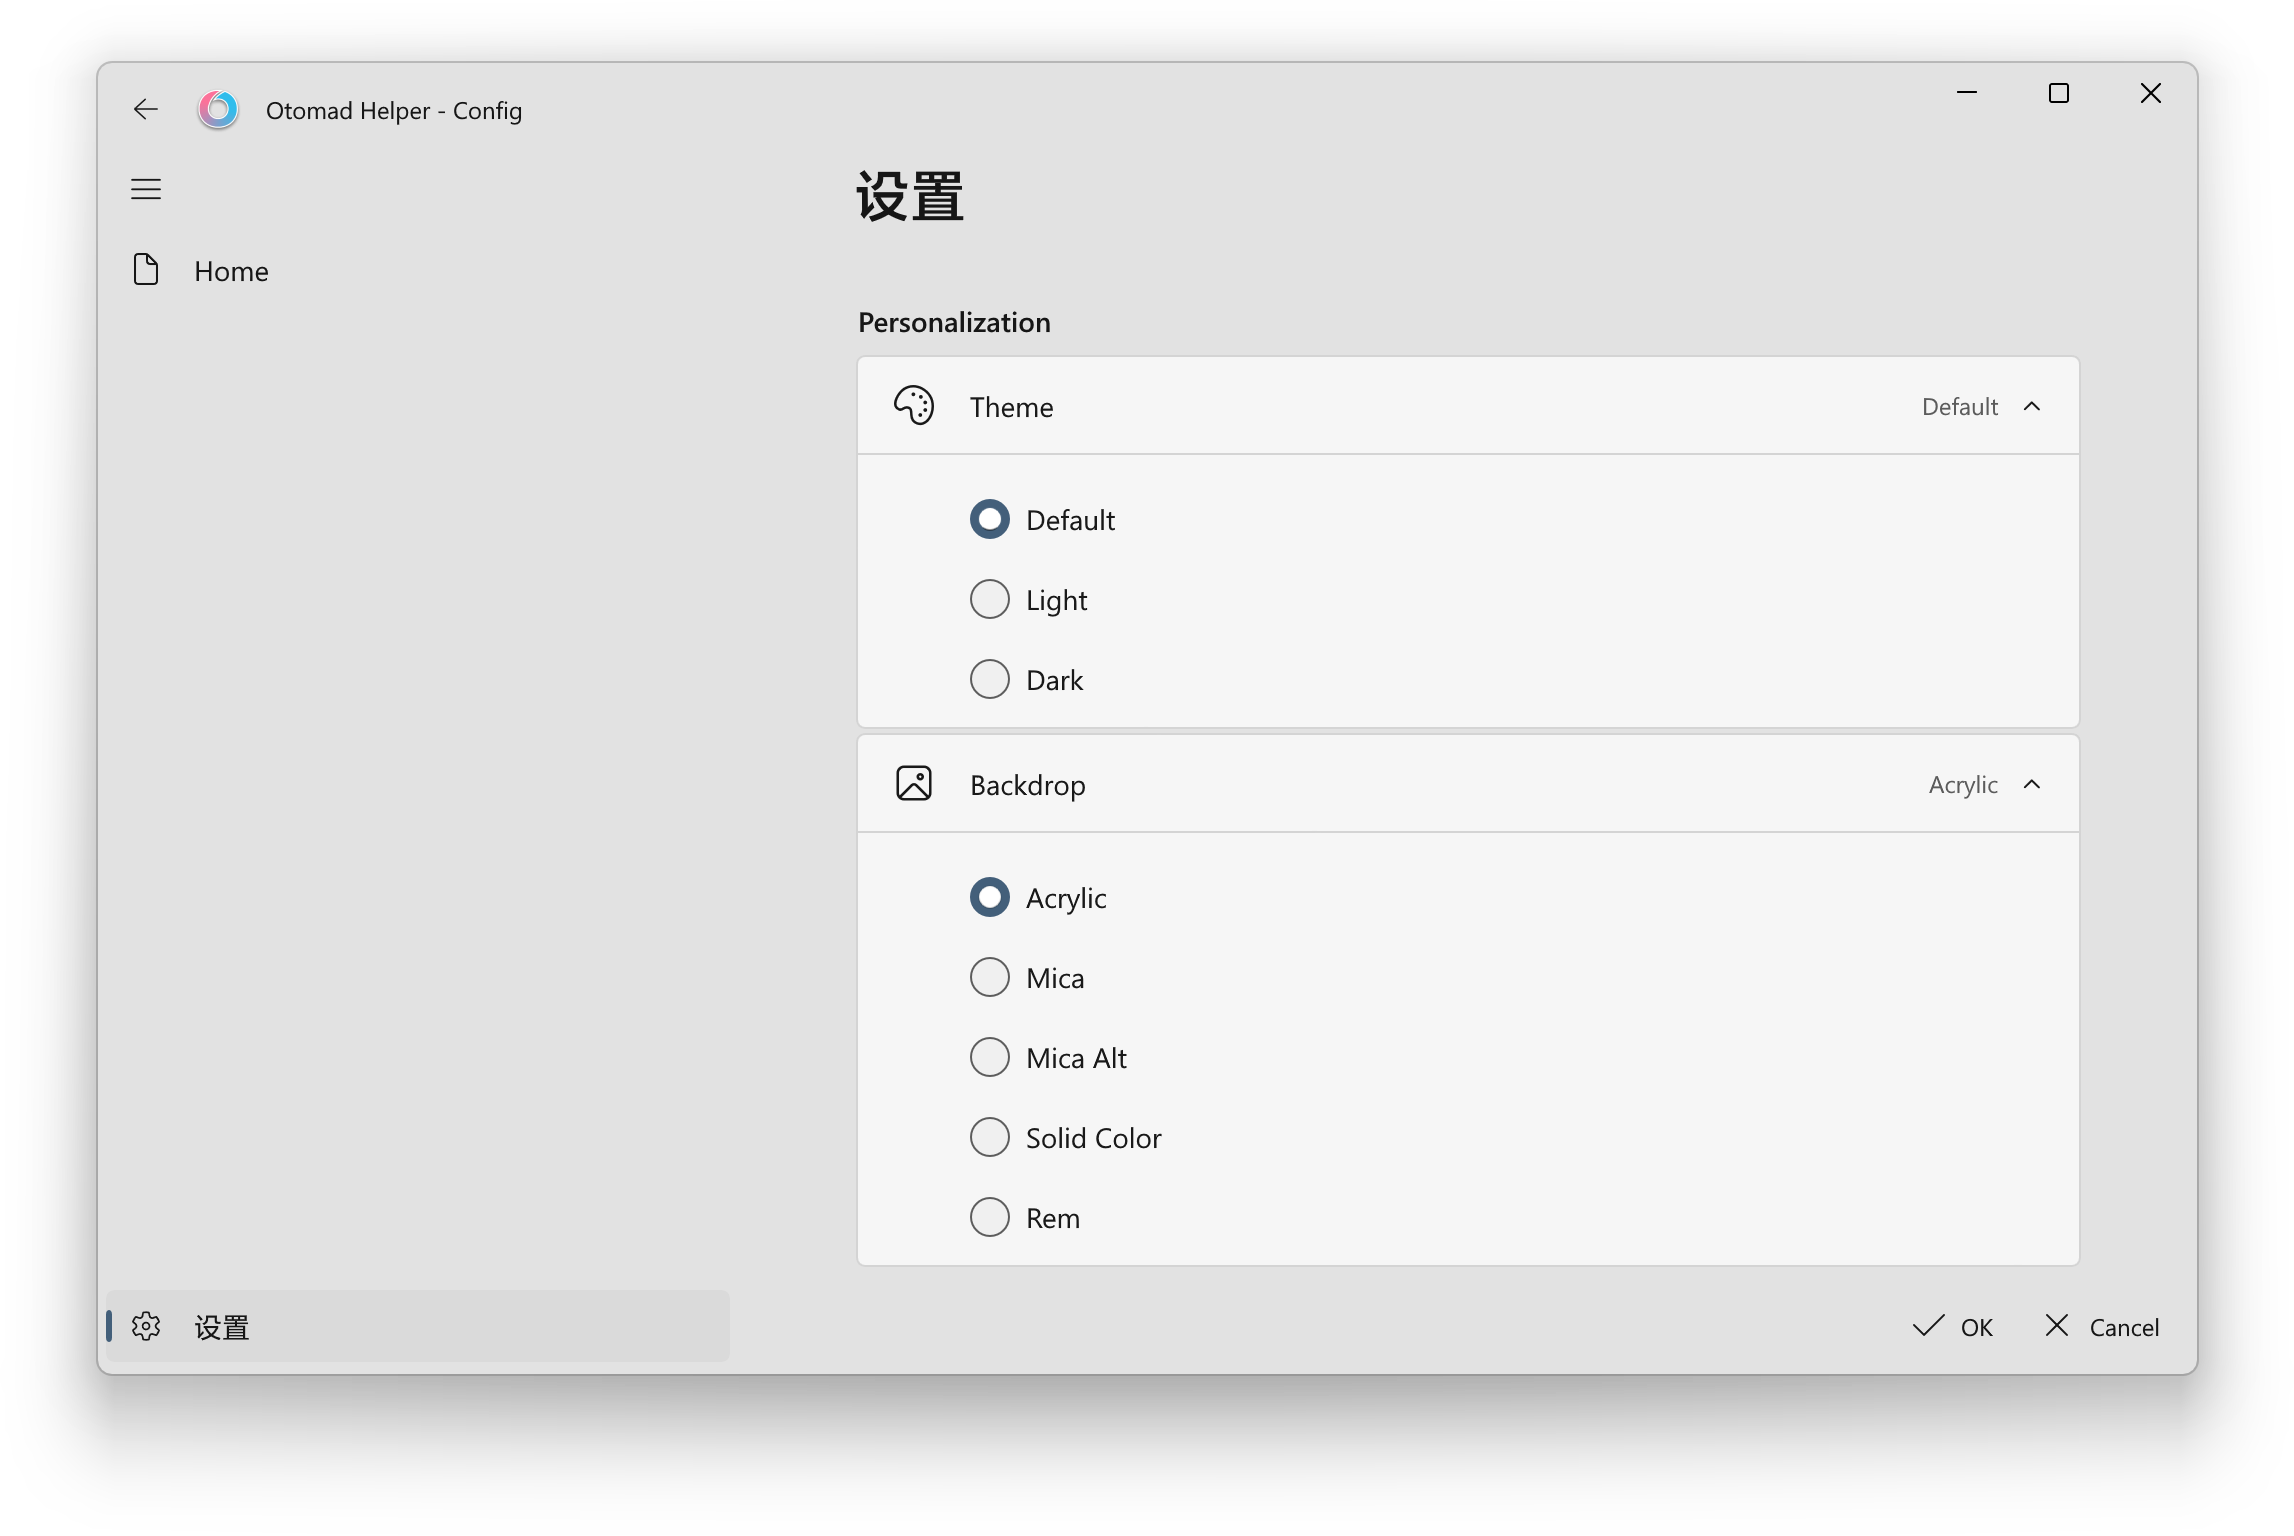 Otomad Helper - Config
设置
Home
Personalization
Theme
Default
Default
Light
Dark
Backdrop
Acrylic
Acrylic
Mica
Mica Alt
Solid Color
Rem
设置
OK
Cancel